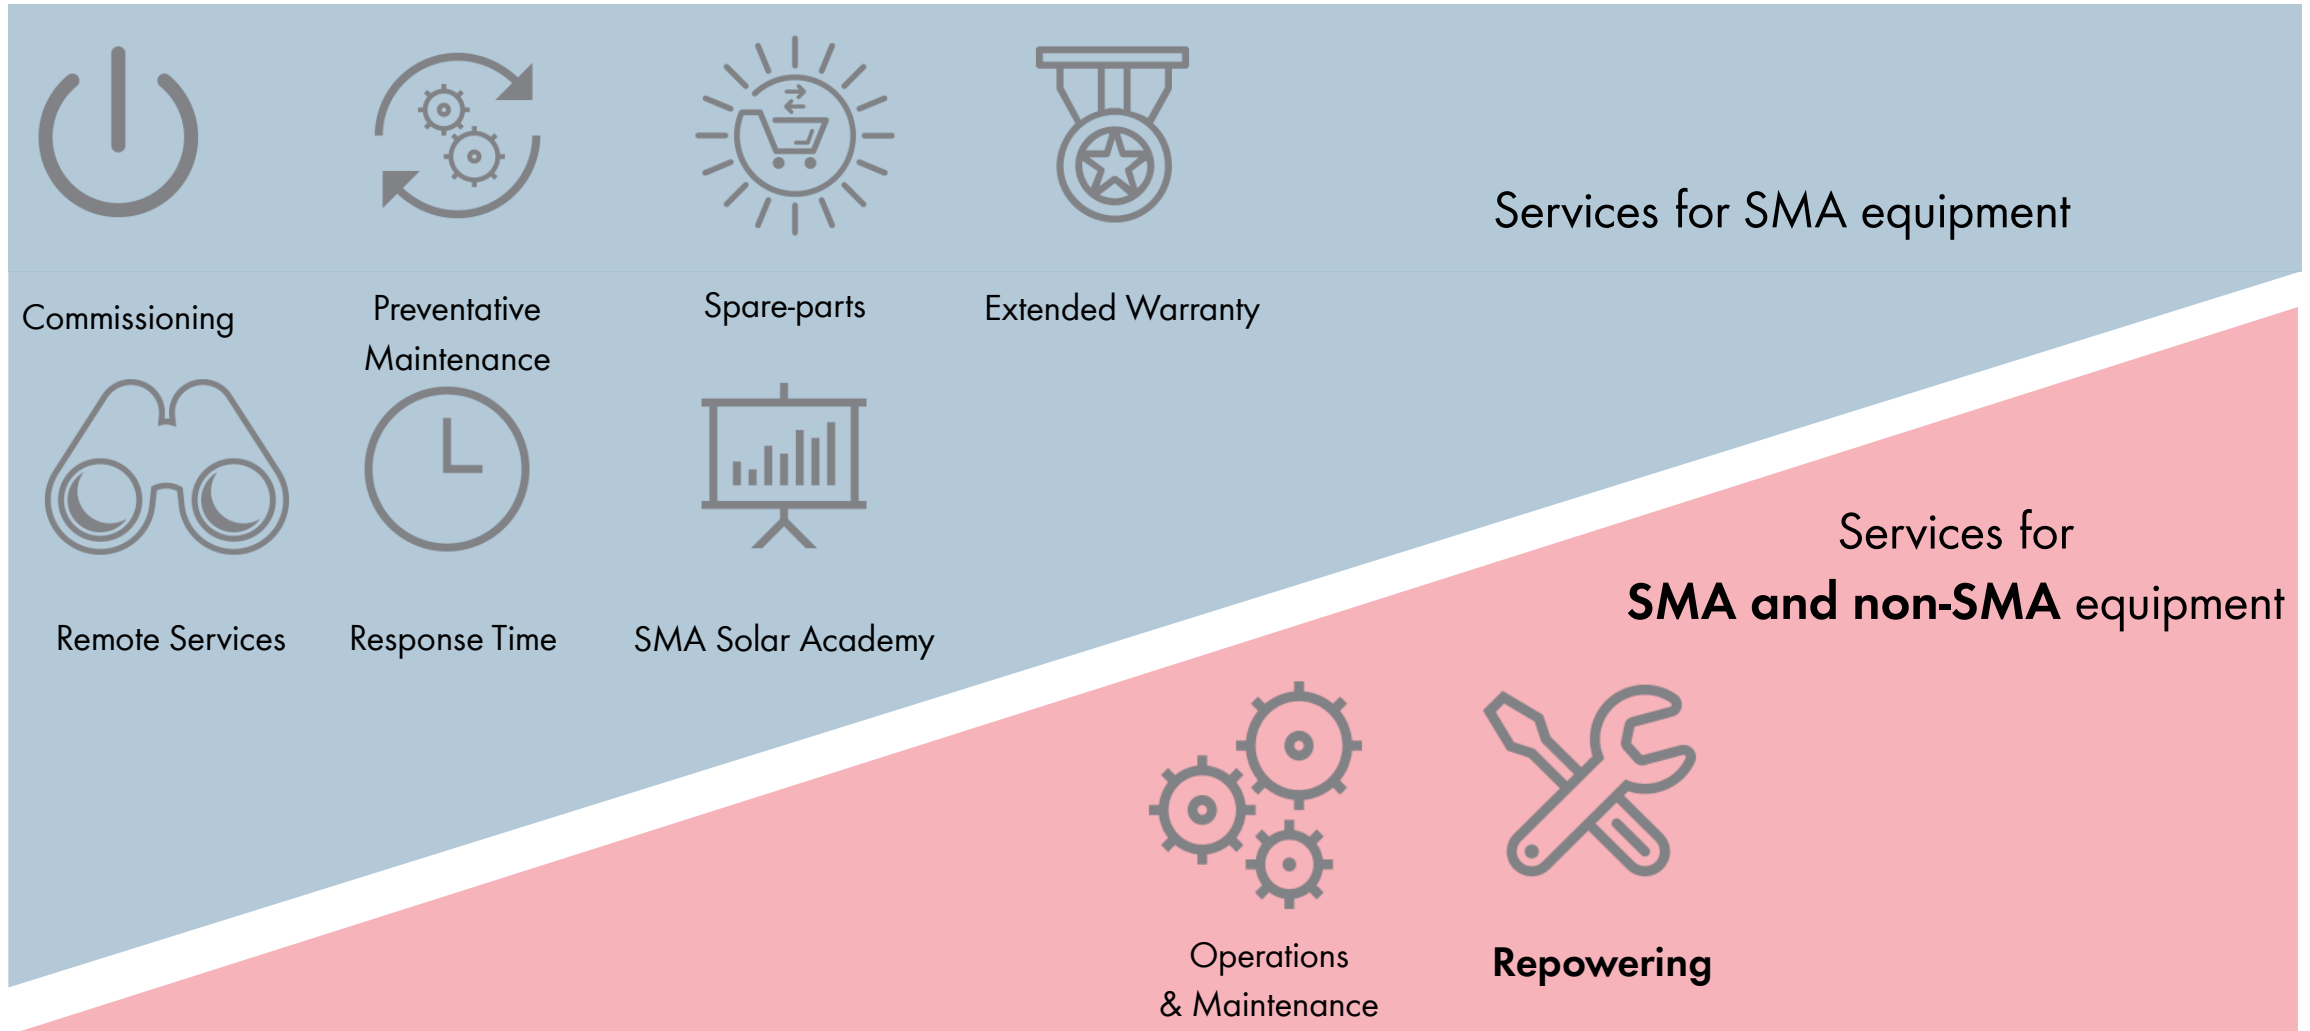 Services for SMA equipment
Commissioning
Preventative
Maintenance
Spare-parts
Extended Warranty
Remote Services
Response Time
SMA Solar Academy
Services for
SMA and non-SMA equipment
Operations
& Maintenance
Repowering